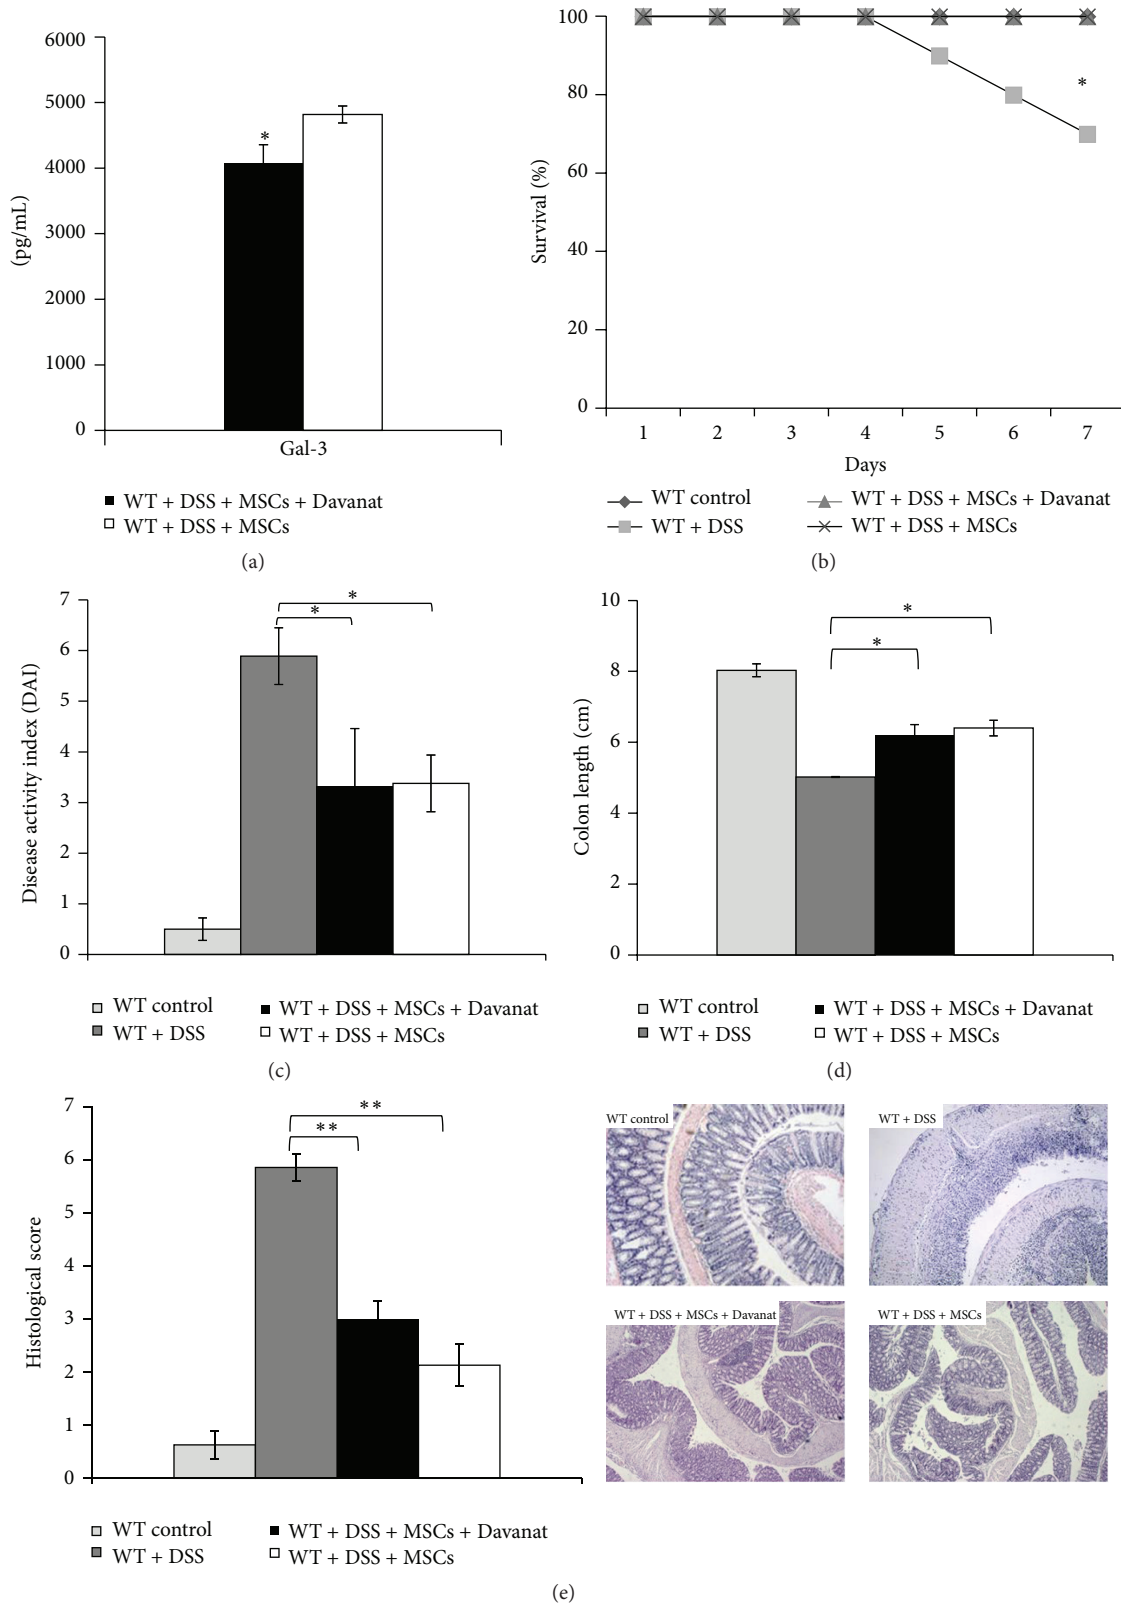 6000
5000
4000
3000
2000
1000
0
(pg/mL)
*
Gal-3
WT + DSS + MSCs + Davanat
WT + DSS + MSCs
(a)
100
80
60
40
20
0
Survival (%)
*
1 2 3 4 5 6 7
Days
WT control
WT + DSS
WT + DSS + MSCs + Davanat
WT + DSS + MSCs
(b)
7
6
5
4
3
2
1
0
Disease activity index (DAI)
*
*
WT control
WT + DSS
WT + DSS + MSCs + Davanat
WT + DSS + MSCs
(c)
10
8
6
4
2
0
Colon length (cm)
*
*
WT control
WT + DSS
WT + DSS + MSCs + Davanat
WT + DSS + MSCs
(d)
7
6
5
4
3
2
1
0
Histological score
**
**
WT control
WT + DSS
WT + DSS + MSCs + Davanat
WT + DSS + MSCs
WT control
WT + DSS
WT + DSS + MSCs + Davanat
WT + DSS + MSCs
(e)